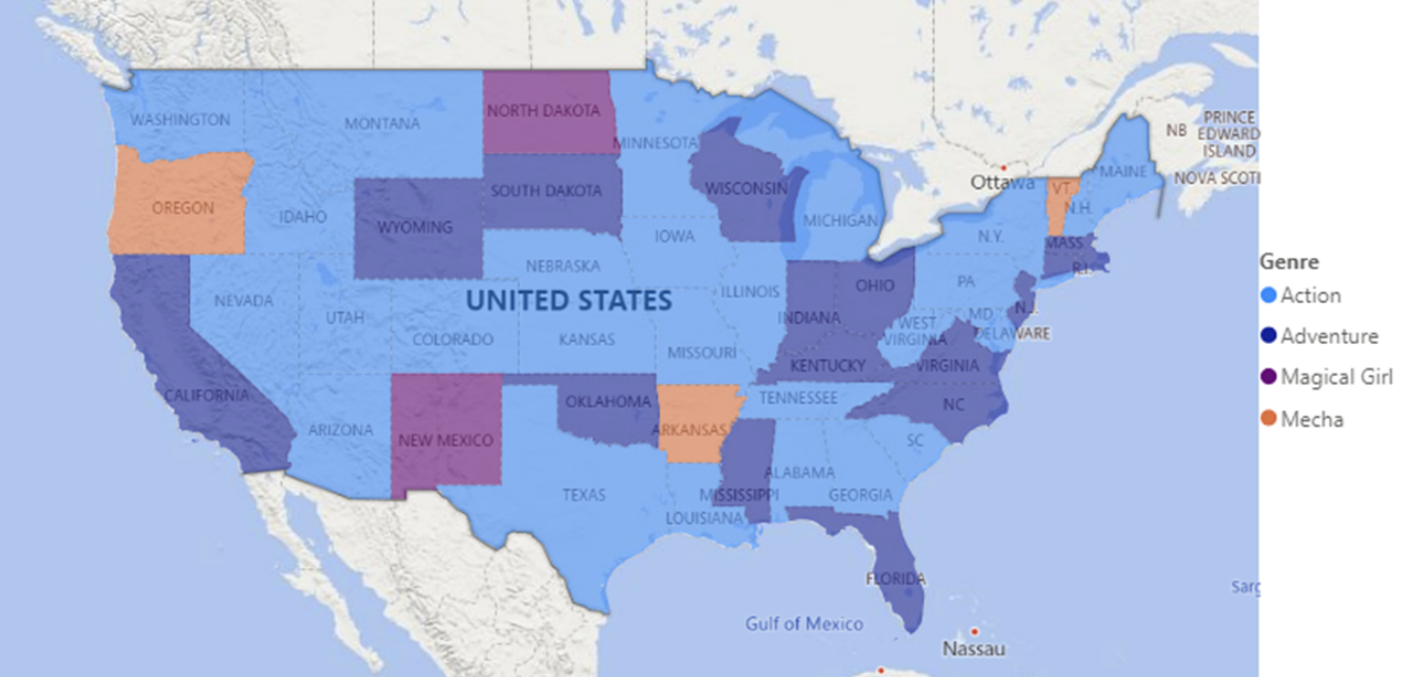 WASHINGTON
MONTANA
NORTH DAKOTA
MINNESOTA
OREGON
IDAHO
WYOMING
SOUTH DAKOTA
WISCONSIN
MICHIGAN
Ottawa
VT.
N.H.
MAINE
NB
PRINCE
EDWARD
ISLAND
NOVA SCOTI
IOWA
N.Y.
MASS
R.I.
NEBRASKA
NEVADA
UTAH
UNITED STATES
ILLINOIS
INDIANA
OHIO
PA
N.J.
MD
DELAWARE
COLORADO
KANSAS
MISSOURI
WEST
VIRGINIA
KENTUCKY
VIRGINIA
CALIFORNIA
ARIZONA
NEW MEXICO
OKLAHOMA
ARKANSAS
TENNESSEE
NC
SC
TEXAS
LOUISIANA
MISSISSIPPI
ALABAMA
GEORGIA
FLORIDA
Gulf of Mexico
Nassau
Sarg
Genre
Action
Adventure
Magical Girl
Mecha